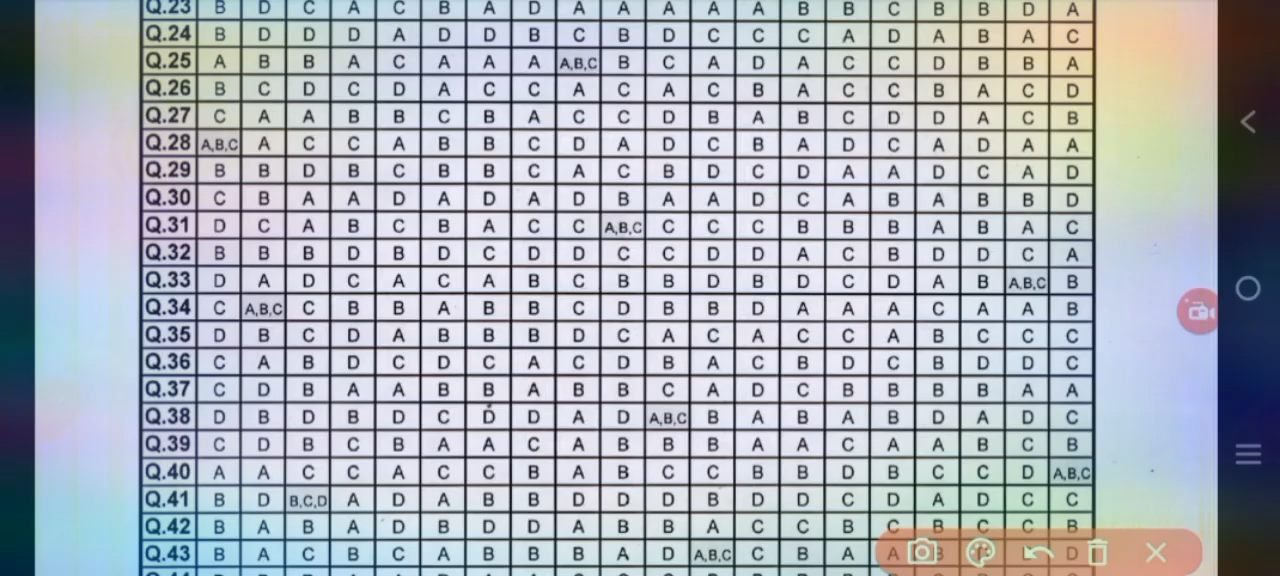 Q.23 B D C A C B A D A A A A A B B C B B D A
Q.24 B D D D A D D B C B D C C C A D A B A C
Q.25 A B B A C A A A A,B,C B C A D A C C D B B A
Q.26 B C D C D A C C A C A C B A C C B A C D
Q.27 C A A B B C B A C C D B A B C D D A C B
Q.28 A,B,C A C C A B B C D A D C B A D C A D A A
Q.29 B B D B C B B C A C B D C D A A D C A D
Q.30 C B A A D A D A D B A A D C A B A B B D
Q.31 D C A B C B A C C A,B,C C C C B B B A B A C
Q.32 B B B D B D C D D C C D D A C B D D C A
Q.33 D A D C A C A B C B B D B D C D A B A,B,C B
Q.34 C A,B,C C B B A B B C D B B D A A A C A A B
Q.35 D B C D A B B B D C A C A C C A B C C C
Q.36 C A B D C D C A C D B A C B D C B D D C
Q.37 C D B A A B B A B B C A D C B B B B A A
Q.38 D B D B D C D D A D A,B,C B A B A B D A D C
Q.39 C D B C B A A C A B B B A A C A A B C B
Q.40 A A C C A C C B A B C C B B D B C C D A,B,C
Q.41 B D B,C,D A D A B B D D D B D D C D A D C C
Q.42 B A B A D B D D A B B A C C B C B C C B
Q.43 B A C B C A B B B A D A,B,C C B A A D